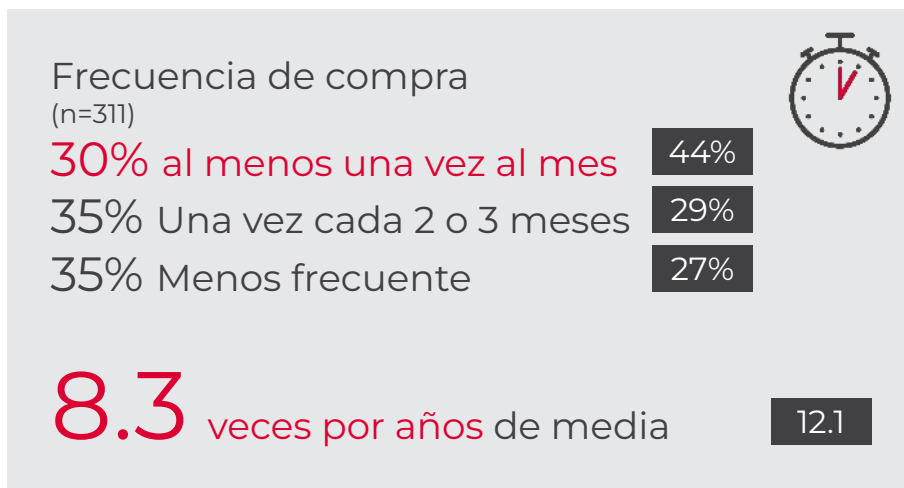 Frecuencia de compra
(n=311)
30% al menos una vez al mes 44%
35% Una vez cada 2 o 3 meses 29%
35% Menos frecuente 27%
8.3 veces por años de media 12.1